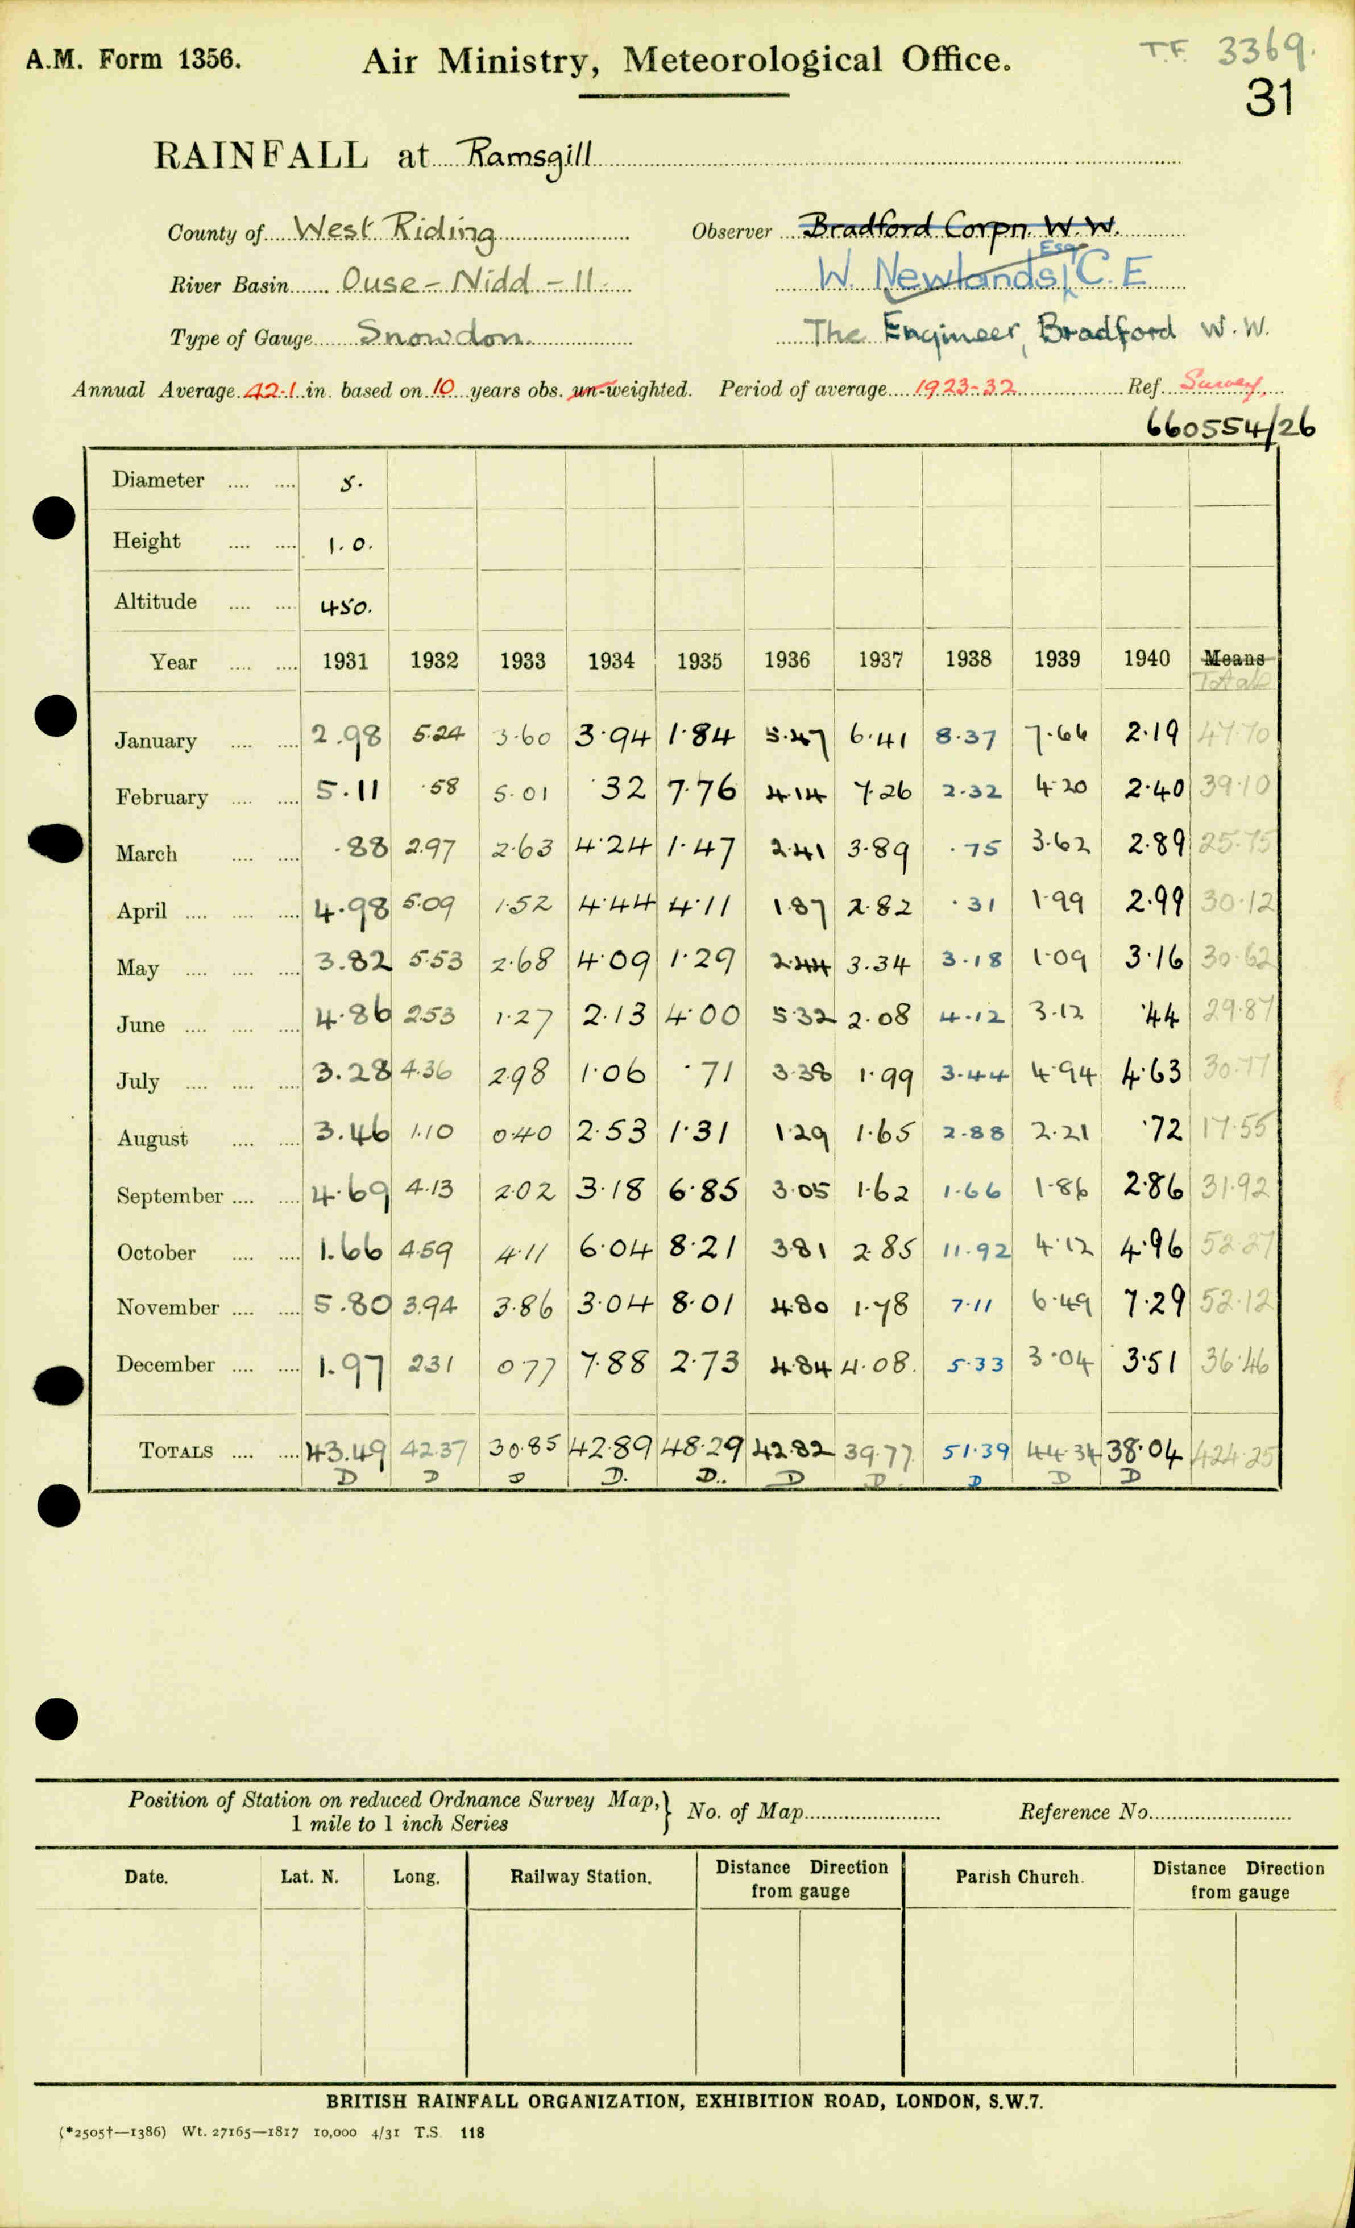 A.M. Form 1356. Air Ministry, Meteorological Office. T.F. 3369.
31
RAINFALL at Ramsgill
County of West Riding Observer Bradford Corpn. W.W.
River Basin Ouse - Nidd - 11. W. Newlands, Esq. C.E
Type of Gauge Snowdon. The Engineer, Bradford W.W.
Annual Average 42.1 in. based on 10 years obs. un-weighted. Period of average 1923-32 Ref. Survey.
660554/26
Diameter .... .... 5.
Height .... .... 1.0.
Altitude .... .... 450.
Year .... .... 1931 1932 1933 1934 1935 1936 1937 1938 1939 1940 Means
Total
January .... .... 2.98 5.24 3.60 3.94 1.84 5.47 6.41 8.37 7.66 2.19 47.70
February .... .... 5.11 .58 5.01 .32 7.76 4.14 7.26 2.32 4.20 2.40 39.10
March .... .... .88 2.97 2.63 4.24 1.47 2.41 3.89 .75 3.62 2.89 25.75
April .... .... .... 4.98 5.09 1.52 4.44 4.11 1.87 2.82 .31 1.99 2.99 30.12
May .... .... .... 3.82 5.53 2.68 4.09 1.29 2.44 3.34 3.18 1.09 3.16 30.62
June .... .... .... 4.86 2.53 1.27 2.13 4.00 5.32 2.08 4.12 3.12 .44 29.87
July .... .... .... 3.28 4.36 2.98 1.06 .71 3.38 1.99 3.44 4.94 4.63 30.77
August .... .... 3.46 1.10 0.40 2.53 1.31 1.29 1.65 2.88 2.21 .72 17.55
September .... .... 4.69 4.13 2.02 3.18 6.85 3.05 1.62 1.66 1.86 2.86 31.92
October .... .... 1.66 4.59 4.11 6.04 8.21 3.81 2.85 11.92 4.12 4.96 52.27
November .... .... 5.80 3.94 3.86 3.04 8.01 4.80 1.78 7.11 6.49 7.29 52.12
December .... .... 1.97 2.31 0.77 7.88 2.73 4.84 4.08. 5.33 3.04 3.51 36.46
TOTALS .... .... 43.49 42.37 30.85 42.89 48.29 42.82 39.77 51.39 44.34 38.04 424.25
D D D D. D.. D D. D D D
Position of Station on reduced Ordnance Survey Map, } No. of Map Reference No.
1 mile to 1 inch Series
Date. Lat. N. Long. Railway Station. Distance Direction from gauge Parish Church. Distance Direction from gauge
BRITISH RAINFALL ORGANIZATION, EXHIBITION ROAD, LONDON, S.W.7.
(*2505†—1386) Wt. 27165—1817 10,000 4/31 T.S. 118